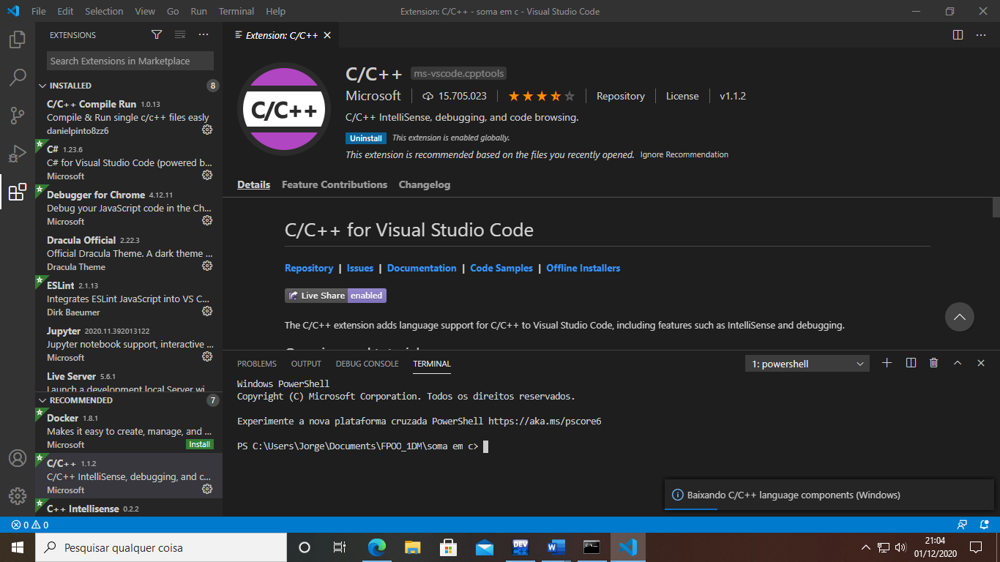 File Edit Selection View Go Run Terminal Help
Extension: C/C++ - soma em c - Visual Studio Code
EXTENSIONS
Search Extensions in Marketplace
INSTALLED 8
C/C++ Compile Run 1.0.13
Compile & Run single c/c++ files easly
danielpinto8zz6
C# 1.23.6
C# for Visual Studio Code (powered b...
Microsoft
Debugger for Chrome 4.12.11
Debug your JavaScript code in the Ch...
Microsoft
Dracula Official 2.22.3
Official Dracula Theme. A dark theme ...
Dracula Theme
ESLint 2.1.13
Integrates ESLint JavaScript into VS C...
Dirk Baeumer
Jupyter 2020.11.392013122
Jupyter notebook support, interactive ...
Microsoft
Live Server 5.6.1
Launch a development local Server wi...
RECOMMENDED 7
Docker 1.8.1
Makes it easy to create, manage, and ...
Microsoft Install
C/C++ 1.1.2
C/C++ IntelliSense, debugging, and c...
Microsoft
C++ Intellisense 0.2.2
Extension: C/C++
C/C++
C/C++ ms-vscode.cpptools
Microsoft 15.705.023 Repository License v1.1.2
C/C++ IntelliSense, debugging, and code browsing.
Uninstall This extension is enabled globally.
This extension is recommended based on the files you recently opened. Ignore Recommendation
Details Feature Contributions Changelog
C/C++ for Visual Studio Code
Repository | Issues | Documentation | Code Samples | Offline Installers
Live Share enabled
The C/C++ extension adds language support for C/C++ to Visual Studio Code, including features such as IntelliSense and debugging.
PROBLEMS OUTPUT DEBUG CONSOLE TERMINAL 1: powershell
Windows PowerShell
Copyright (C) Microsoft Corporation. Todos os direitos reservados.
Experimente a nova plataforma cruzada PowerShell https://aka.ms/pscore6
PS C:\Users\Jorge\Documents\FPOO_1DM\soma em c>
Baixando C/C++ language components (Windows)
0 0
Pesquisar qualquer coisa
DEV C++
W
21:04
01/12/2020